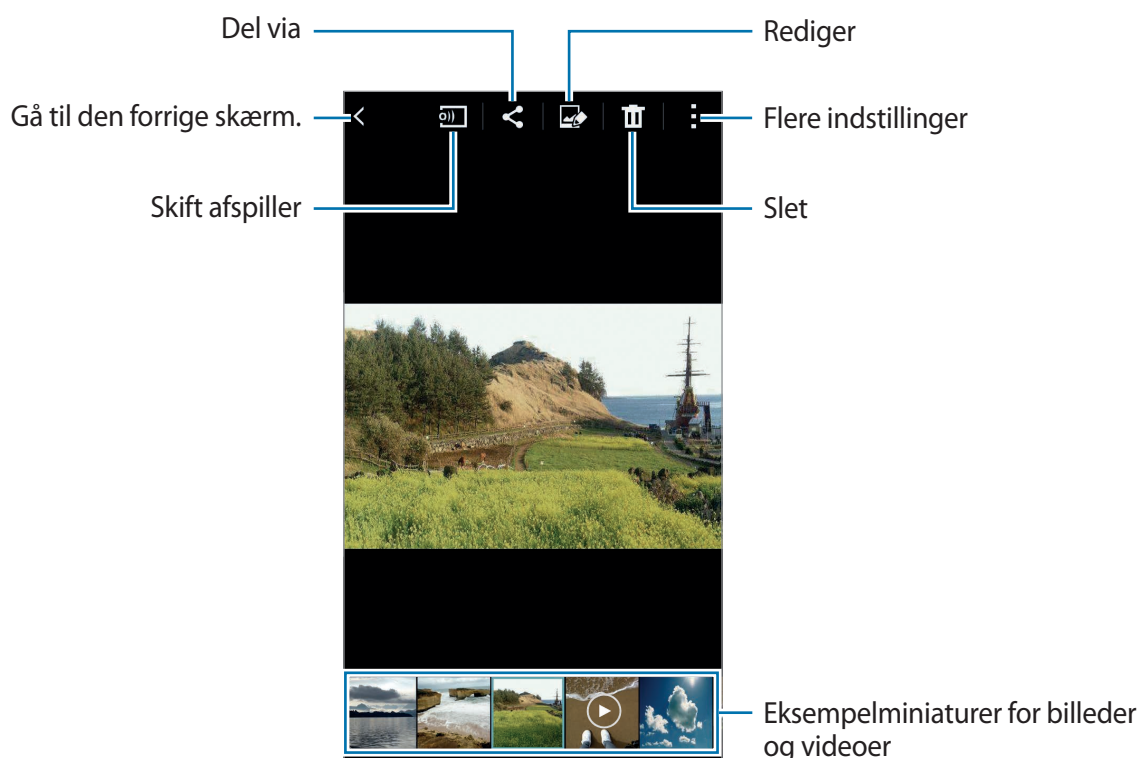 Del via
Rediger
Gå til den forrige skærm.
Flere indstillinger
Skift afspiller
Slet
Eksempelminiaturer for billeder
og videoer